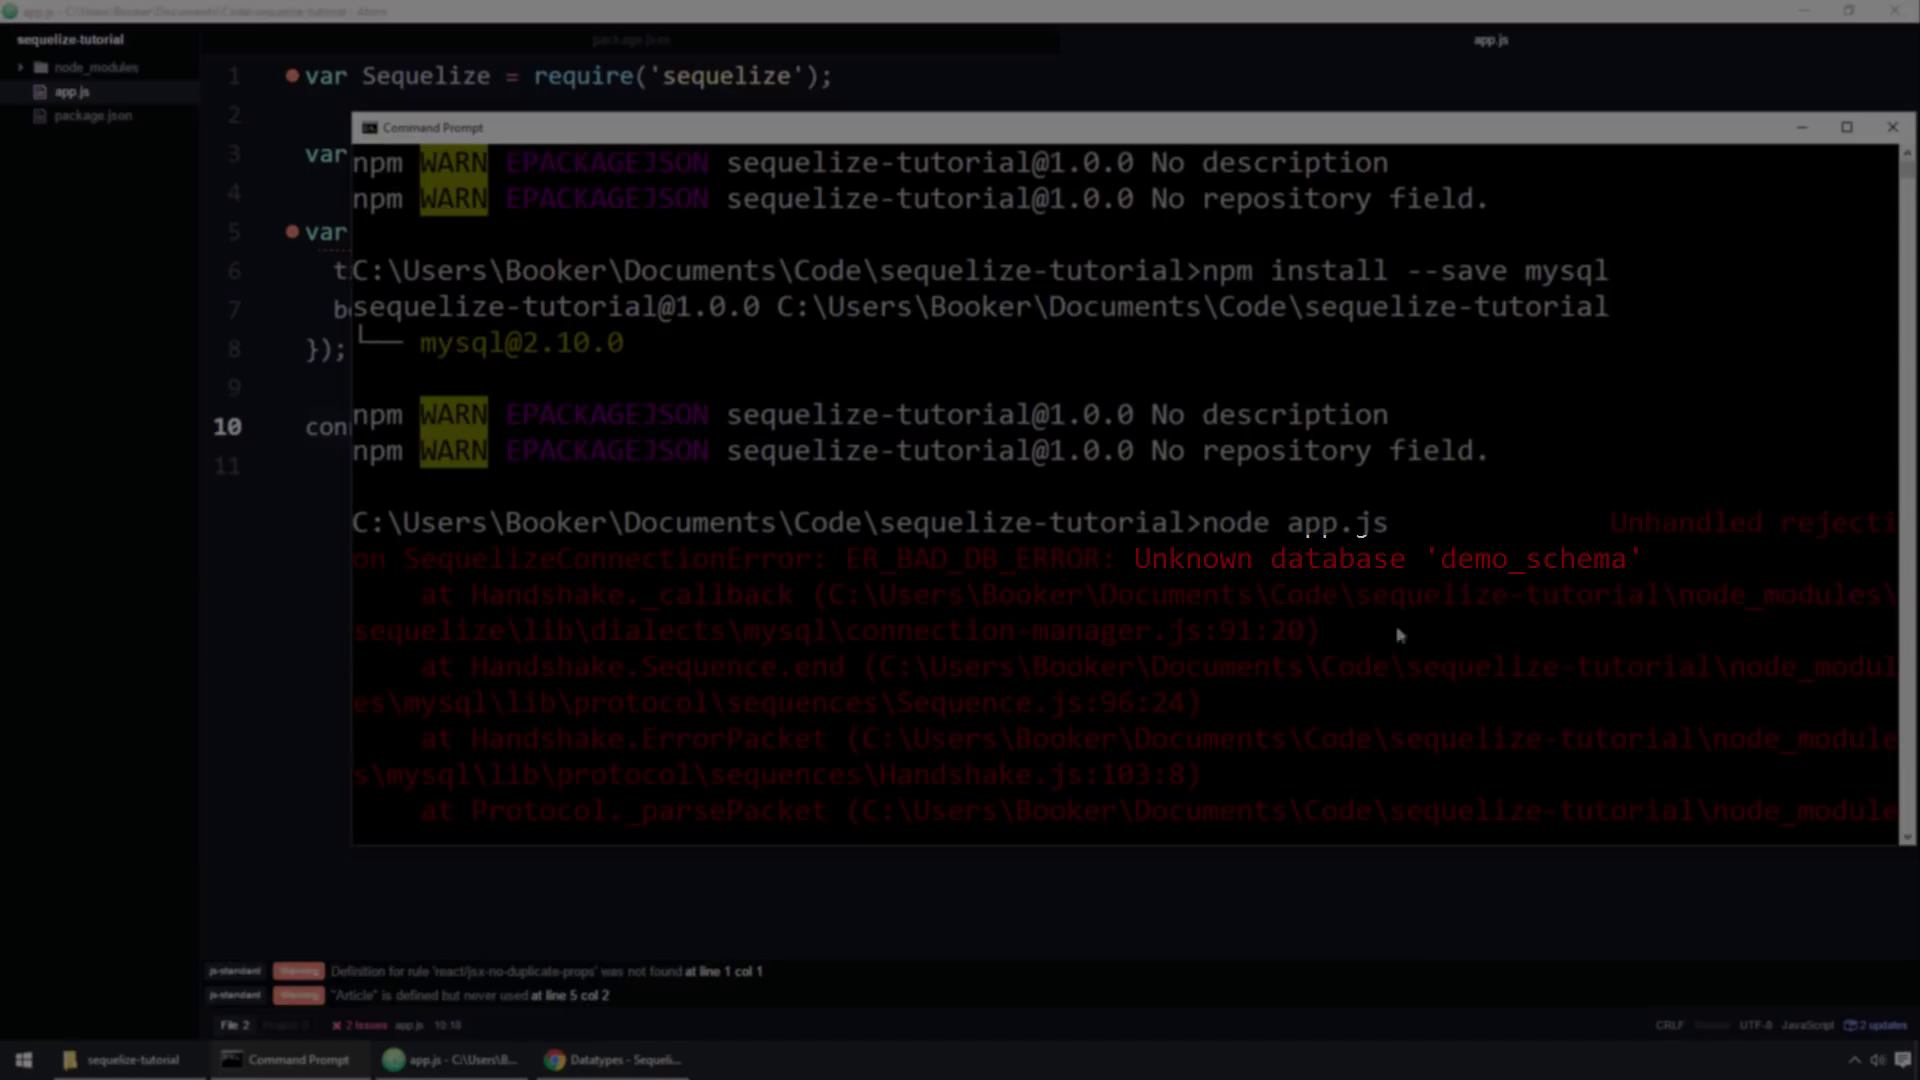 app.js - C:\Users\Booker\Documents\Code\sequelize-tutorial - Atom
sequelize-tutorial
package.json
app.js
node_modules
app.js
package.json
1 var Sequelize = require('sequelize');
2
3 var
4
5 var
6 t
7 b
8 });
9
10 con
11
Command Prompt
npm WARN EPACKAGEJSON sequelize-tutorial@1.0.0 No description
npm WARN EPACKAGEJSON sequelize-tutorial@1.0.0 No repository field.
C:\Users\Booker\Documents\Code\sequelize-tutorial>npm install --save mysql
sequelize-tutorial@1.0.0 C:\Users\Booker\Documents\Code\sequelize-tutorial
└── mysql@2.10.0
npm WARN EPACKAGEJSON sequelize-tutorial@1.0.0 No description
npm WARN EPACKAGEJSON sequelize-tutorial@1.0.0 No repository field.
C:\Users\Booker\Documents\Code\sequelize-tutorial>node app.js Unhandled rejecti
on SequelizeConnectionError: ER_BAD_DB_ERROR: Unknown database 'demo_schema'
at Handshake._callback (C:\Users\Booker\Documents\Code\sequelize-tutorial\node_modules\
sequelize\lib\dialects\mysql\connection-manager.js:91:20)
at Handshake.Sequence.end (C:\Users\Booker\Documents\Code\sequelize-tutorial\node_modul
es\mysql\lib\protocol\sequences\Sequence.js:96:24)
at Handshake.ErrorPacket (C:\Users\Booker\Documents\Code\sequelize-tutorial\node_module
s\mysql\lib\protocol\sequences\Handshake.js:103:8)
at Protocol._parsePacket (C:\Users\Booker\Documents\Code\sequelize-tutorial\node_module
js-standard Warning Definition for rule 'react/jsx-no-duplicate-props' was not found at line 1 col 1
js-standard Warning "Article" is defined but never used at line 5 col 2
File 2 2 Issues app.js 10:18 CRLF UTF-8 JavaScript 2 updates
sequelize-tutorial Command Prompt app.js - C:\Users\B... Datatypes - Sequeli...